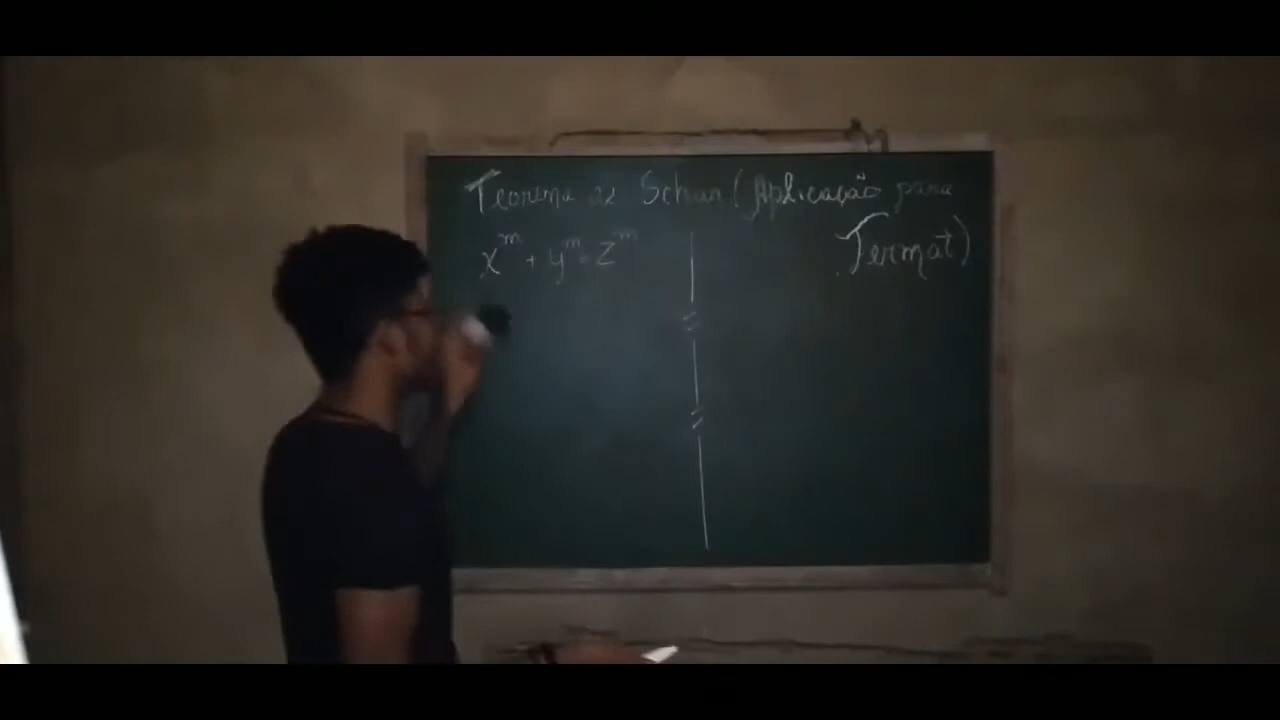 Teorema de Schur (Aplicação para
Fermat)
x^m + y^m = z^m